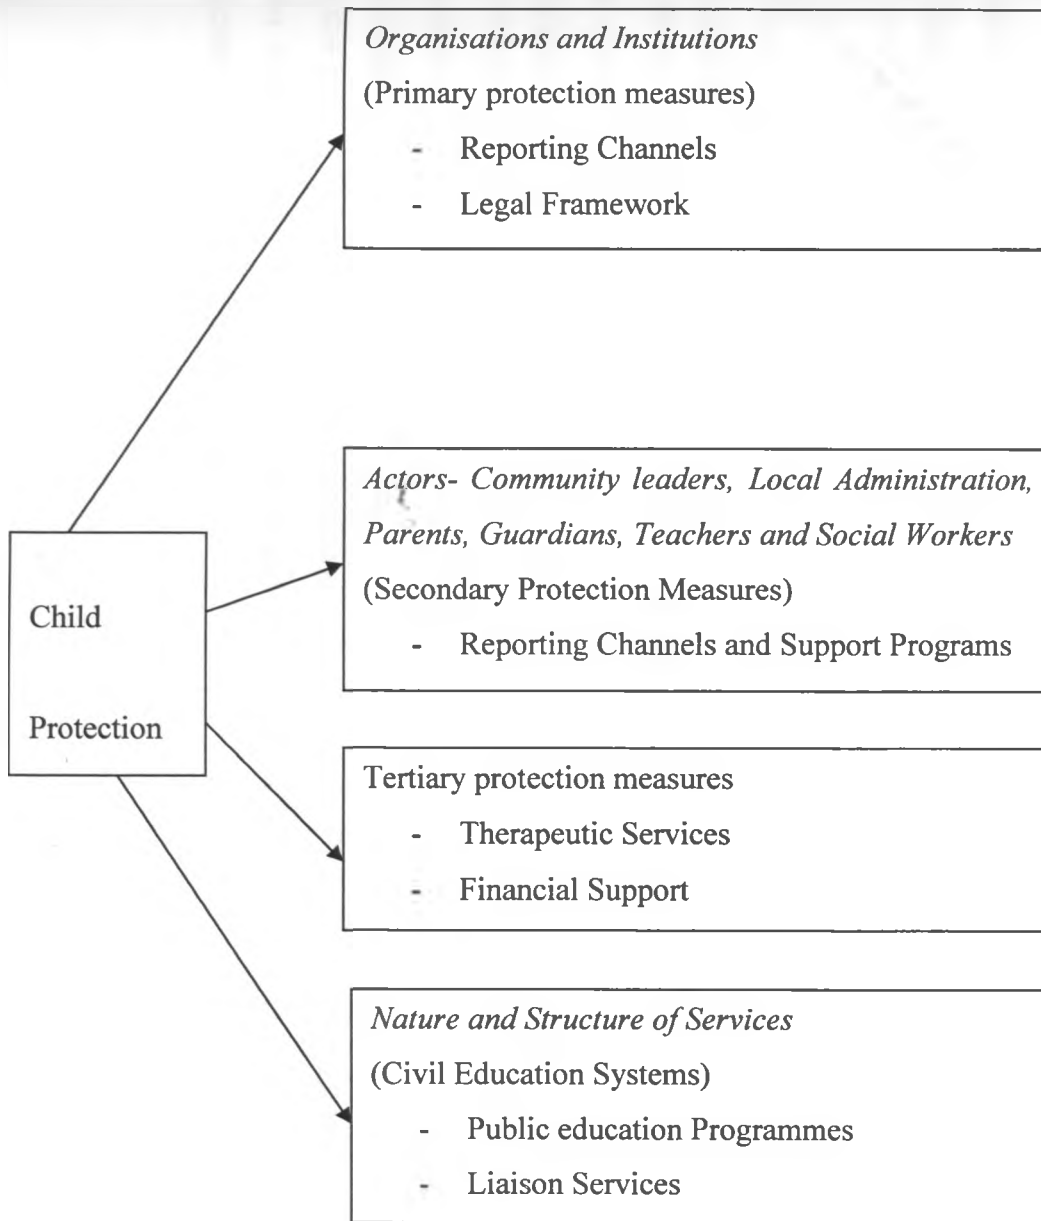 Organisations and Institutions
(Primary protection measures)
- Reporting Channels
- Legal Framework
Actors- Community leaders, Local Administration,
Parents, Guardians, Teachers and Social Workers
(Secondary Protection Measures)
- Reporting Channels and Support Programs
Child
Protection
Tertiary protection measures
- Therapeutic Services
- Financial Support
Nature and Structure of Services
(Civil Education Systems)
- Public education Programmes
- Liaison Services